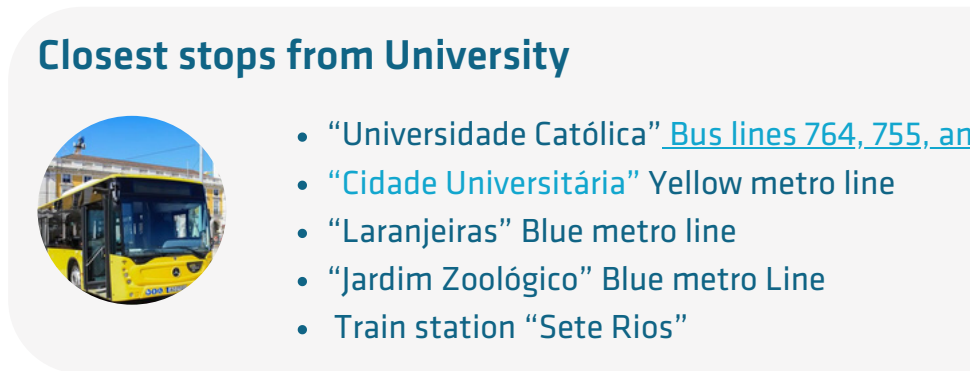 Closest stops from University
• “Universidade Católica” Bus lines 764, 755, an
• “Cidade Universitária” Yellow metro line
• “Laranjeiras” Blue metro line
• “Jardim Zoológico” Blue metro Line
• Train station “Sete Rios”